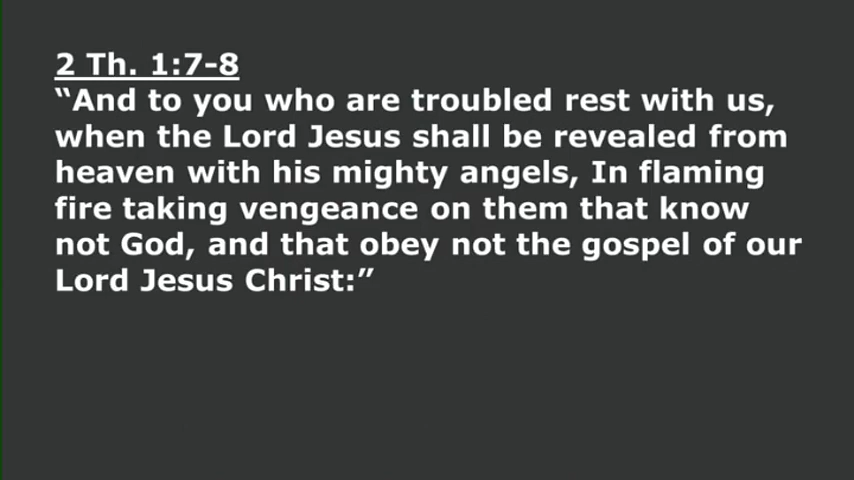 2 Th. 1:7-8
“And to you who are troubled rest with us,
when the Lord Jesus shall be revealed from
heaven with his mighty angels, In flaming
fire taking vengeance on them that know
not God, and that obey not the gospel of our
Lord Jesus Christ:”